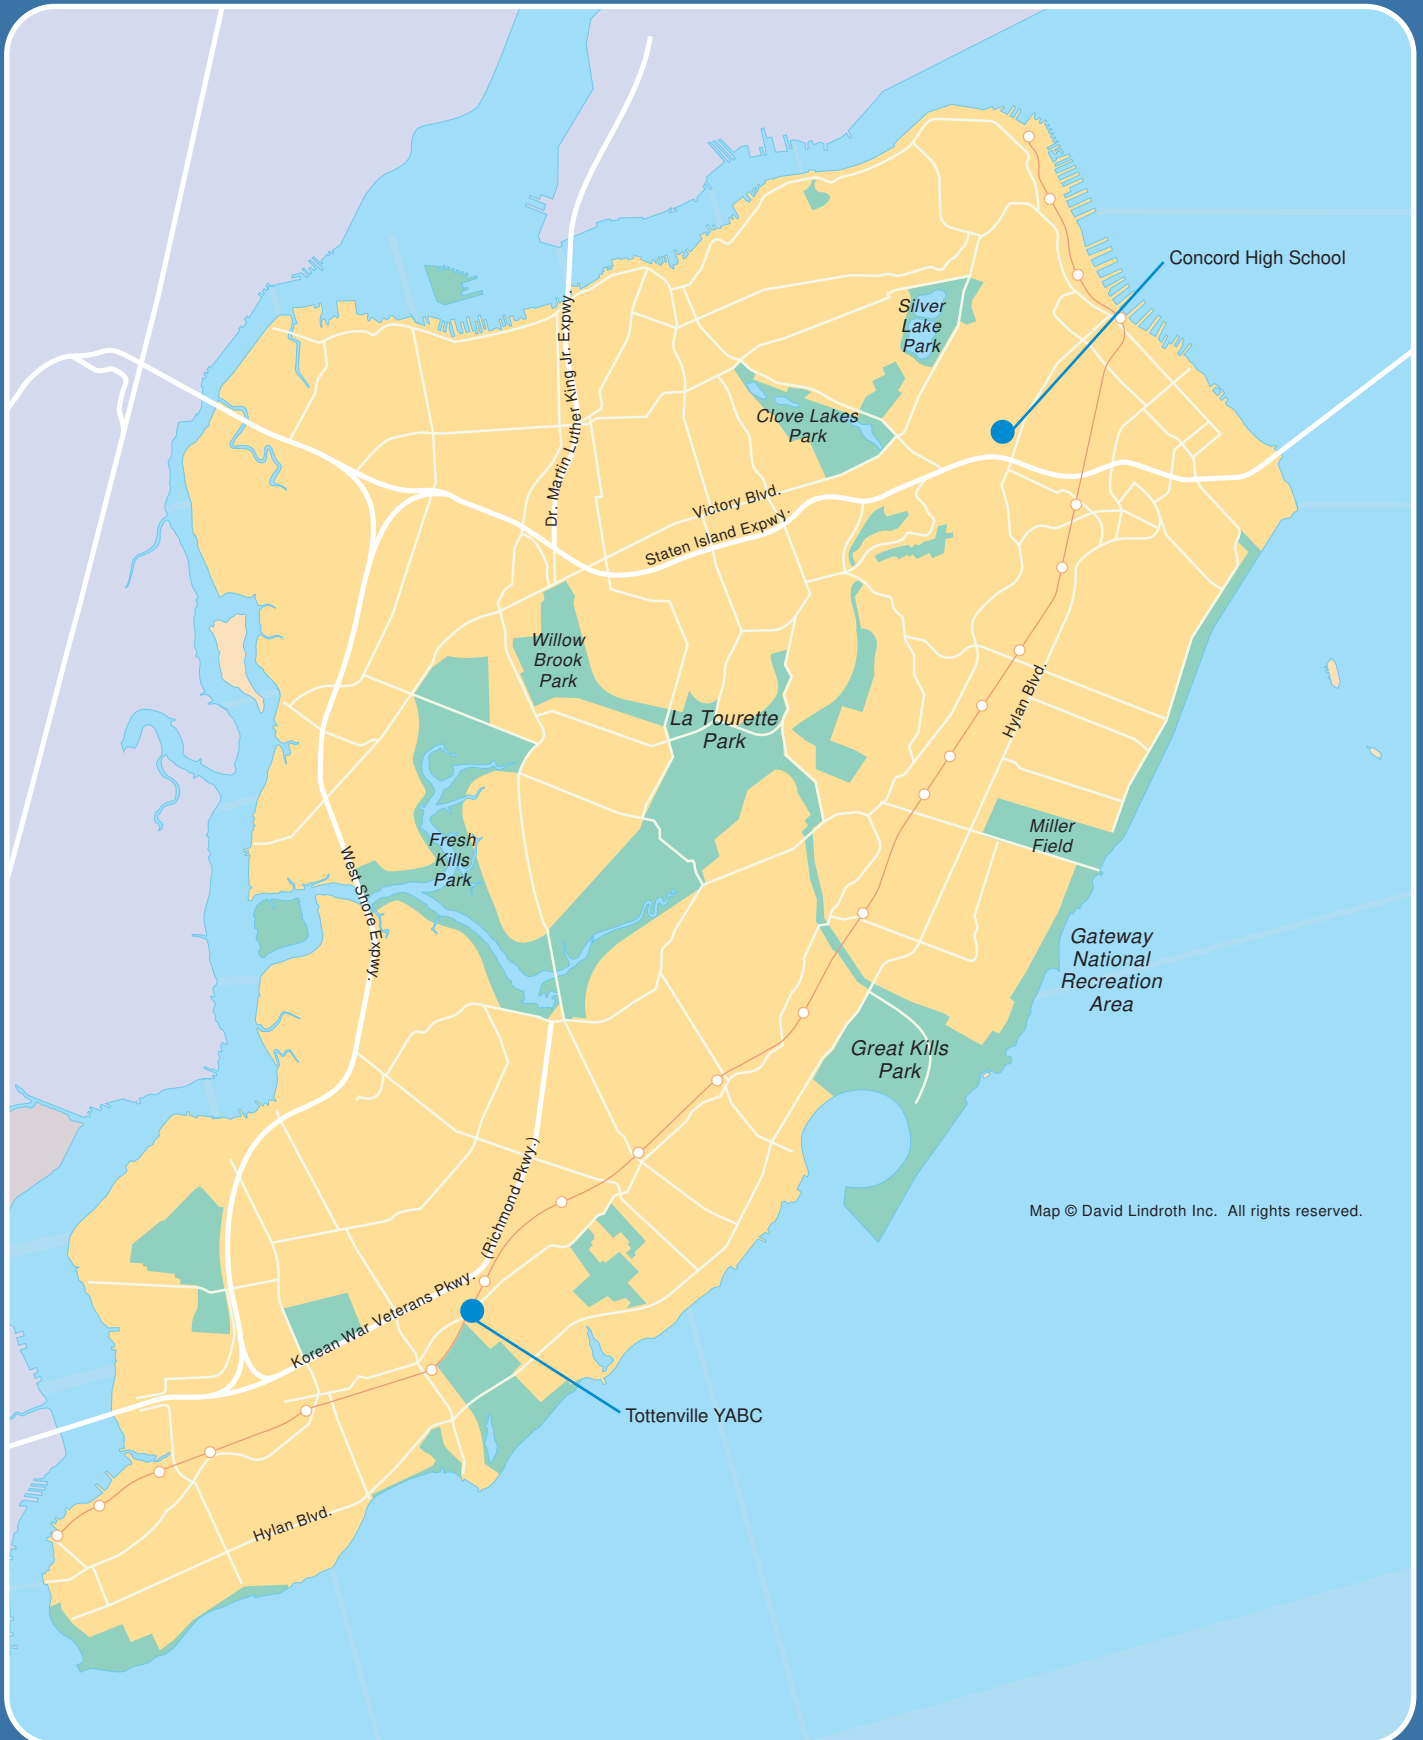 Concord High School
Silver
Lake
Park
Dr. Martin Luther King Jr. Expwy.
Clove Lakes
Park
Victory Blvd.
Staten Island Expwy.
Willow
Brook
Park
Hylan Blvd.
La Tourette
Park
Miller
Field
Fresh
Kills
Park
West Shore Expwy.
Gateway
National
Recreation
Area
Great Kills
Park
(Richmond Pkwy.)
Map © David Lindroth Inc. All rights reserved.
Korean War Veterans Pkwy.
Tottenville YABC
Hylan Blvd.